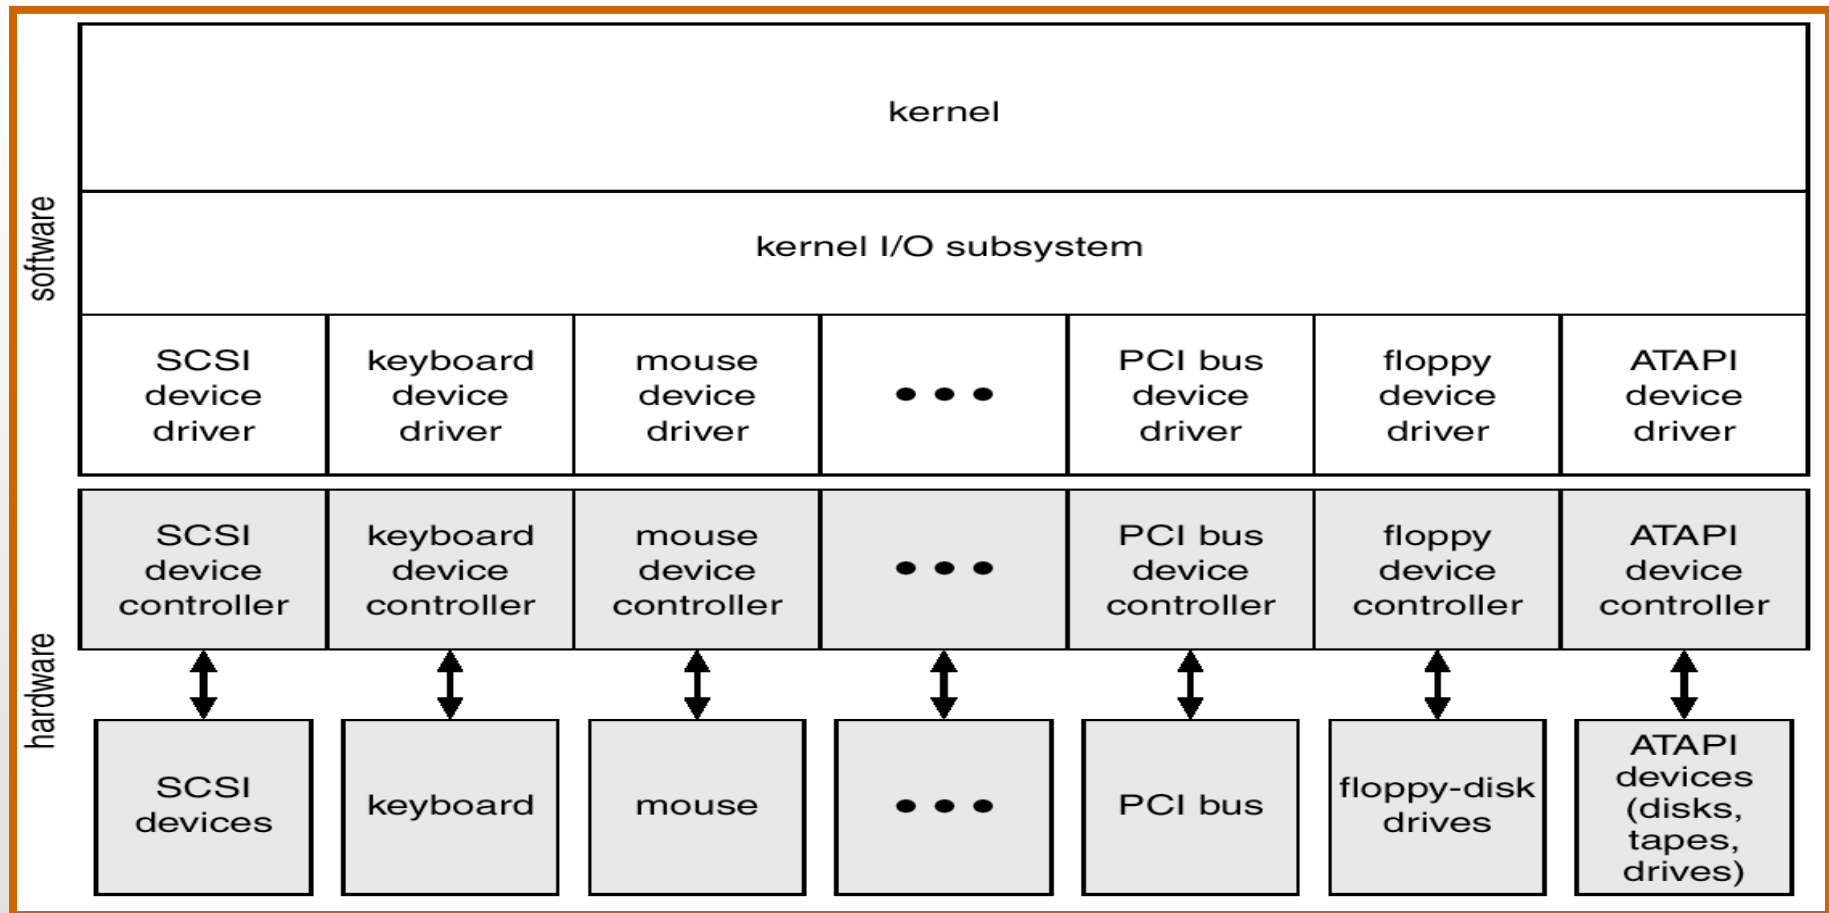 software
kernel
kernel I/O subsystem
SCSI
device
driver
keyboard
device
driver
mouse
device
driver
• • •
PCI bus
device
driver
floppy
device
driver
ATAPI
device
driver
hardware
SCSI
device
controller
keyboard
device
controller
mouse
device
controller
• • •
PCI bus
device
controller
floppy
device
controller
ATAPI
device
controller
SCSI
devices
keyboard
mouse
• • •
PCI bus
floppy-disk
drives
ATAPI
devices
(disks,
tapes,
drives)